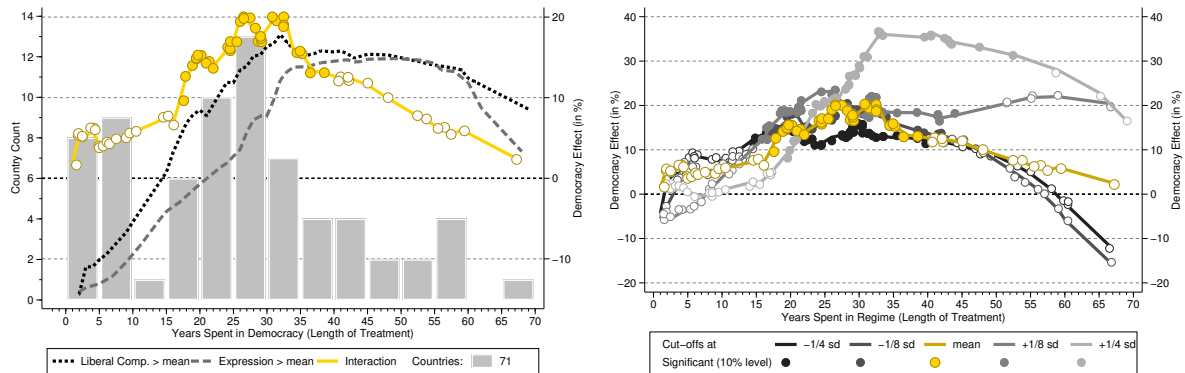 14
12
10
8
6
4
2
0
Country Count
20
10
0
−10
Democracy Effect (in %)
0 5 10 15 20 25 30 35 40 45 50 55 60 65 70
Years Spent in Democracy (Length of Treatment)
Liberal Comp. > mean Expression > mean Interaction Countries: 71
40
30
20
10
0
−10
−20
Democracy Effect (in %)
40
30
20
10
0
−10
−20
Democracy Effect (in %)
0 5 10 15 20 25 30 35 40 45 50 55 60 65 70
Years Spent in Regime (Length of Treatment)
Cut−offs at −1/4 sd −1/8 sd mean +1/8 sd +1/4 sd
Significant (10% level)